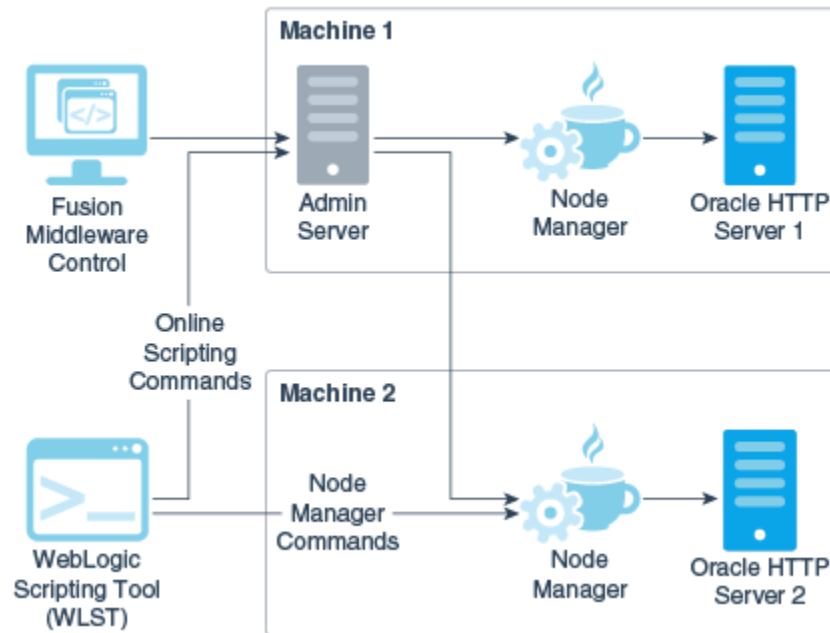 Machine 1
</>
Fusion
Middleware
Control
Admin
Server
Node
Manager
Oracle HTTP
Server 1
Online
Scripting
Commands
Machine 2
>_
WebLogic
Scripting Tool
(WLST)
Node
Manager
Commands
Node
Manager
Oracle HTTP
Server 2